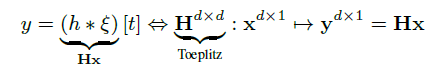 y = (h ∗ ξ) [t] ⇔ H^{d×d} : x^{d×1} ↦ y^{d×1} = Hx
Hx Toeplitz